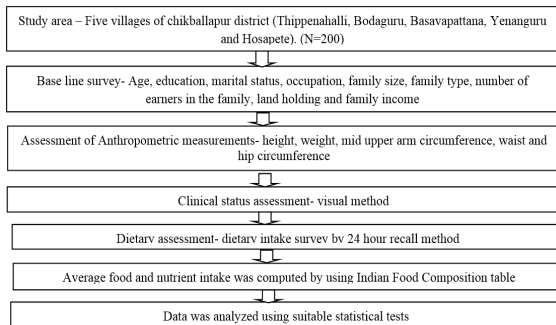 Study area – Five villages of chikballapur district (Thippenahalli, Bodaguru, Basavapattana, Yenanguru
and Hosapete). (N=200)
Base line survey- Age, education, marital status, occupation, family size, family type, number of
earners in the family, land holding and family income
Assessment of Anthropometric measurements- height, weight, mid upper arm circumference, waist and
hip circumference
Clinical status assessment- visual method
Dietary assessment- dietary intake survey by 24 hour recall method
Average food and nutrient intake was computed by using Indian Food Composition table
Data was analyzed using suitable statistical tests